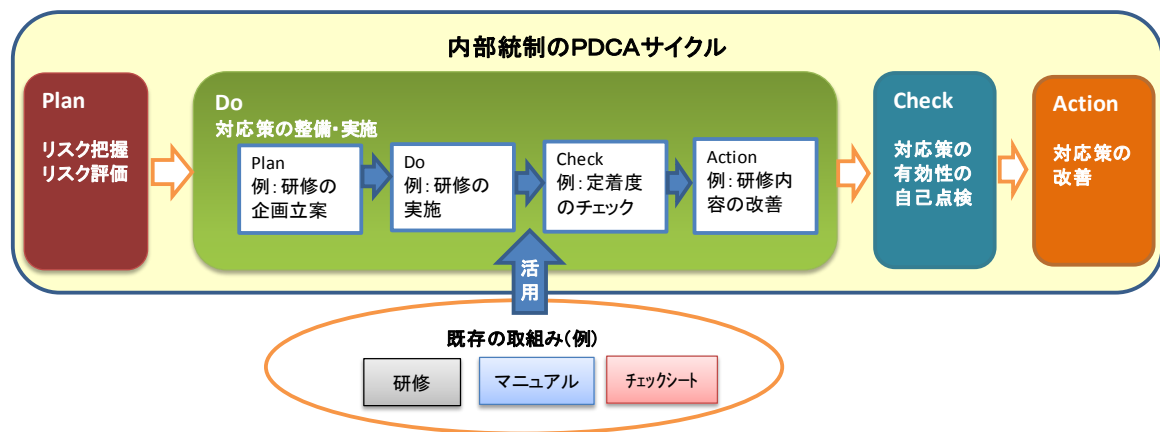 内部統制のPDCAサイクル
Plan
リスク把握
リスク評価
Do
対応策の整備・実施
Plan
例：研修の
企画立案
Do
例：研修の
実施
Check
例：定着度
のチェック
Action
例：研修内
容の改善
Check
対応策の
有効性の
自己点検
Action
対応策の
改善
活
用
既存の取組み（例）
研修
マニュアル
チェックシート